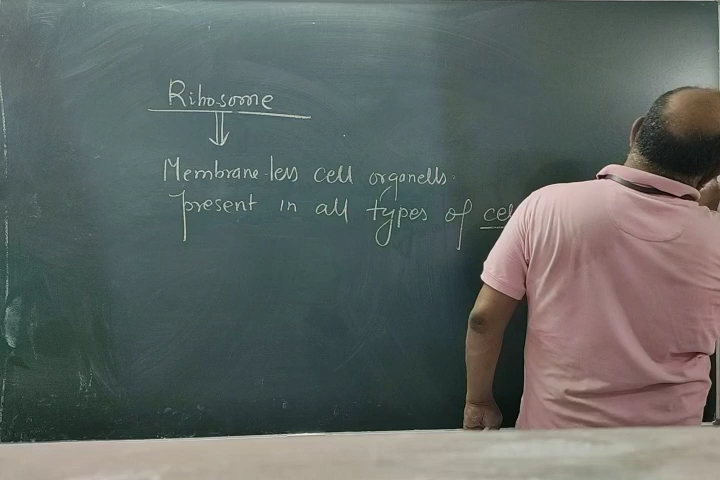 Ribosome
Membrane-less cell organells.
present in all types of